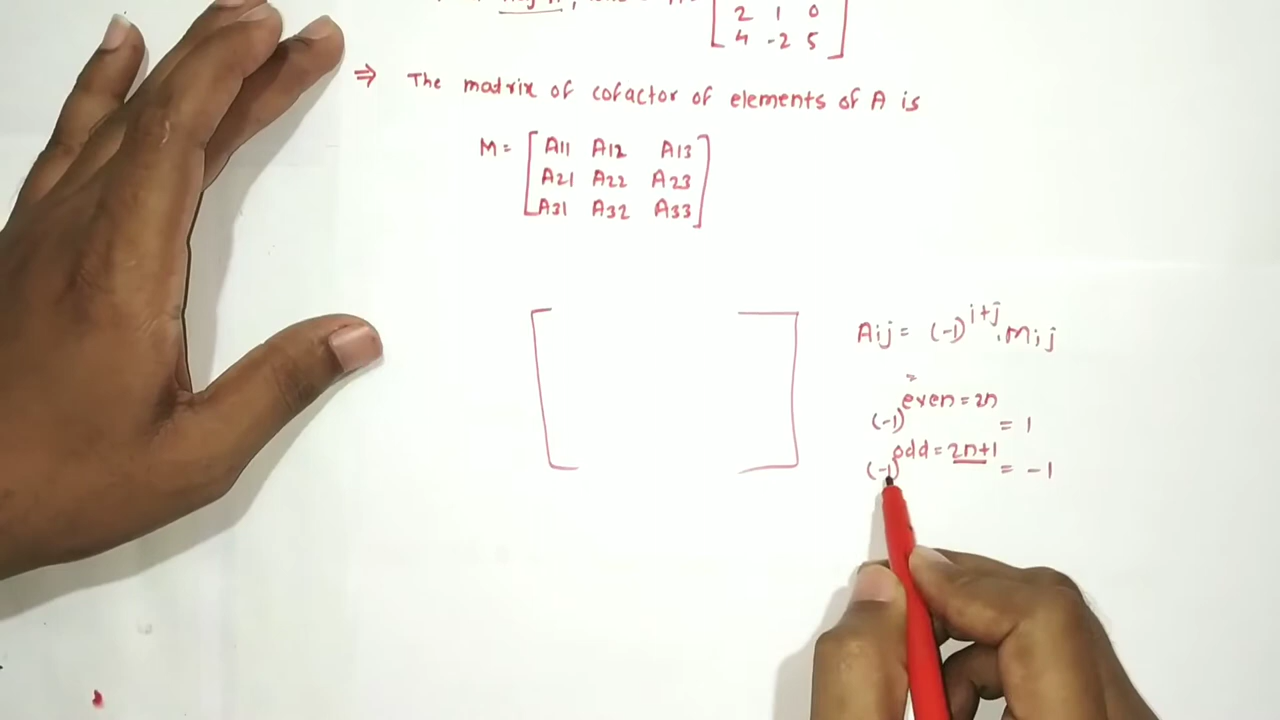 2 1 0
4 -2 5
⇒ The matrix of cofactor of elements of A is
M = [A11 A12 A13
A21 A22 A23
A31 A32 A33]
Aij = (-1)^i+j . mij
=
(-1)^even = 2n = 1
(-1)^odd = 2n+1 = -1